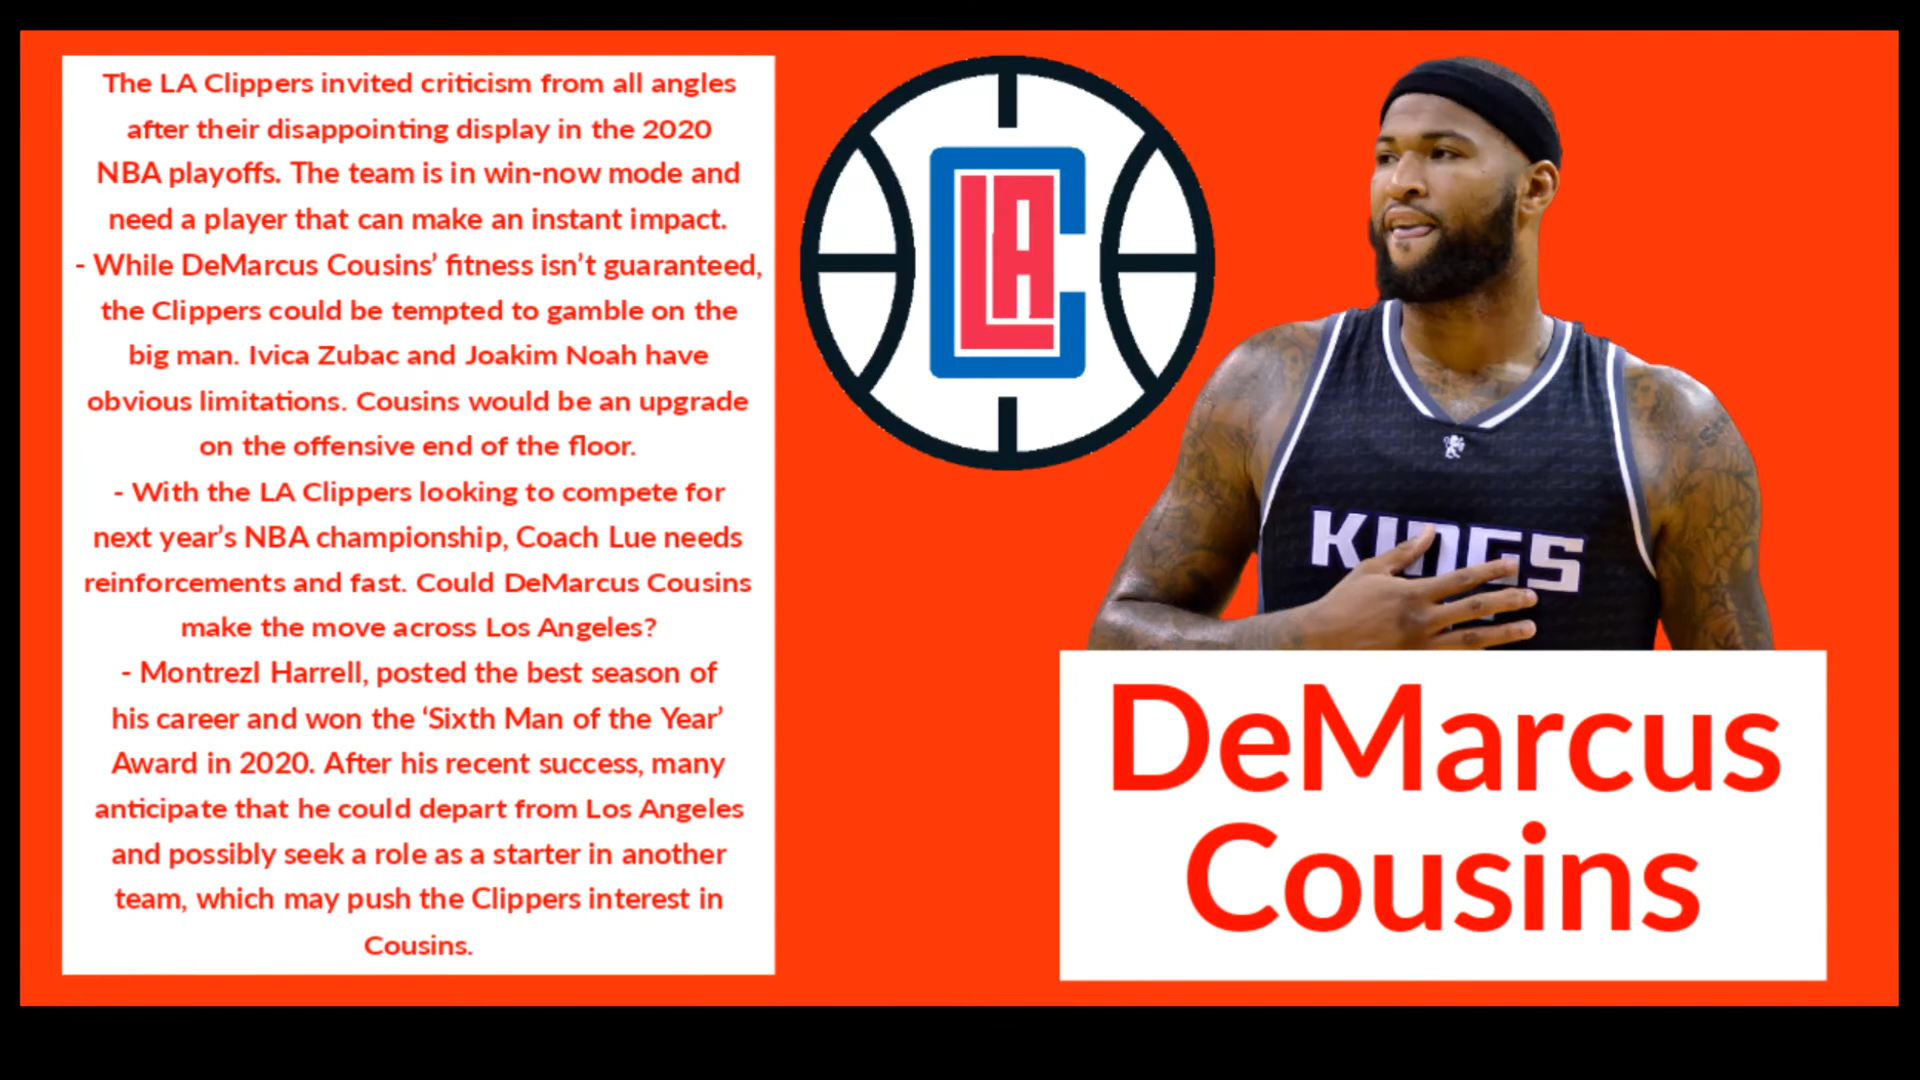 The LA Clippers invited criticism from all angles
after their disappointing display in the 2020
NBA playoffs. The team is in win-now mode and
need a player that can make an instant impact.
- While DeMarcus Cousins’ fitness isn’t guaranteed,
the Clippers could be tempted to gamble on the
big man. Ivica Zubac and Joakim Noah have
obvious limitations. Cousins would be an upgrade
on the offensive end of the floor.
- With the LA Clippers looking to compete for
next year’s NBA championship, Coach Lue needs
reinforcements and fast. Could DeMarcus Cousins
make the move across Los Angeles?
- Montrezl Harrell, posted the best season of
his career and won the ‘Sixth Man of the Year’
Award in 2020. After his recent success, many
anticipate that he could depart from Los Angeles
and possibly seek a role as a starter in another
team, which may push the Clippers interest in
Cousins.
LA C
KINGS
DeMarcus
Cousins